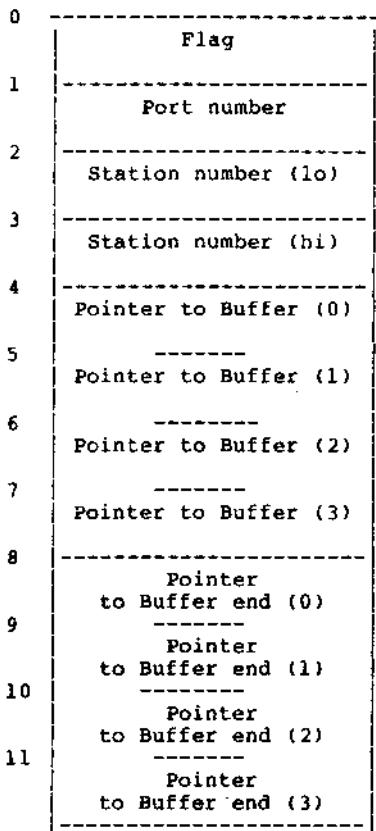 0
Flag
1
Port number
2
Station number (lo)
3
Station number (hi)
4
Pointer to Buffer (0)
5
Pointer to Buffer (1)
6
Pointer to Buffer (2)
7
Pointer to Buffer (3)
8
Pointer
to Buffer end (0)
9
Pointer
to Buffer end (1)
10
Pointer
to Buffer end (2)
11
Pointer
to Buffer end (3)